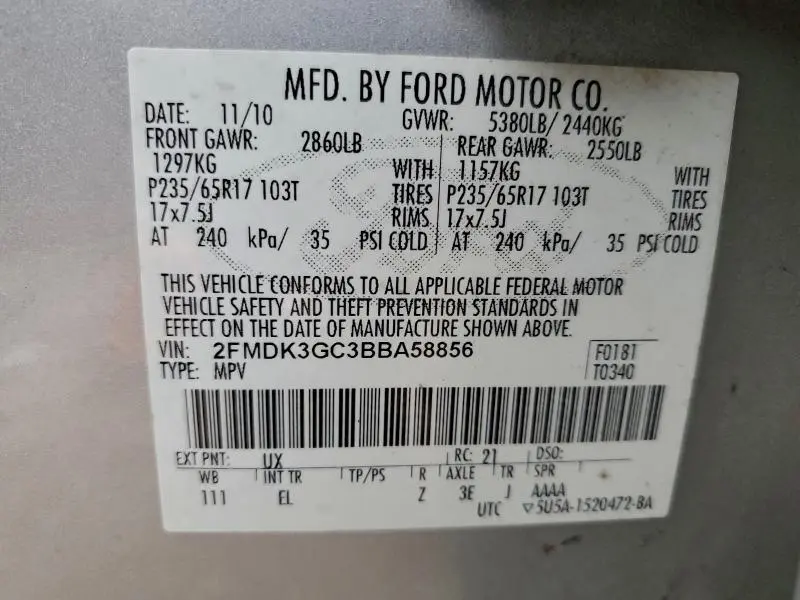 MFD. BY FORD MOTOR CO.
DATE: 11/10 GVWR: 5380LB/ 2440KG
FRONT GAWR: 2860LB REAR GAWR: 2550LB
1297KG WITH 1157KG WITH
P235/65R17 103T TIRES P235/65R17 103T TIRES
17x7.5J RIMS 17x7.5J RIMS
AT 240 kPa/ 35 PSI COLD AT 240 kPa/ 35 PSI COLD
THIS VEHICLE CONFORMS TO ALL APPLICABLE FEDERAL MOTOR
VEHICLE SAFETY AND THEFT PREVENTION STANDARDS IN
EFFECT ON THE DATE OF MANUFACTURE SHOWN ABOVE.
VIN: 2FMDK3GC3BBA58856 F0181
TYPE: MPV T0340
EXT PNT: UX RC: 21 DSO:
WB INT TR TP/PS R AXLE TR SPR
111 EL Z 3E J AAAA
UTC ▽5U5A-1520472-BA